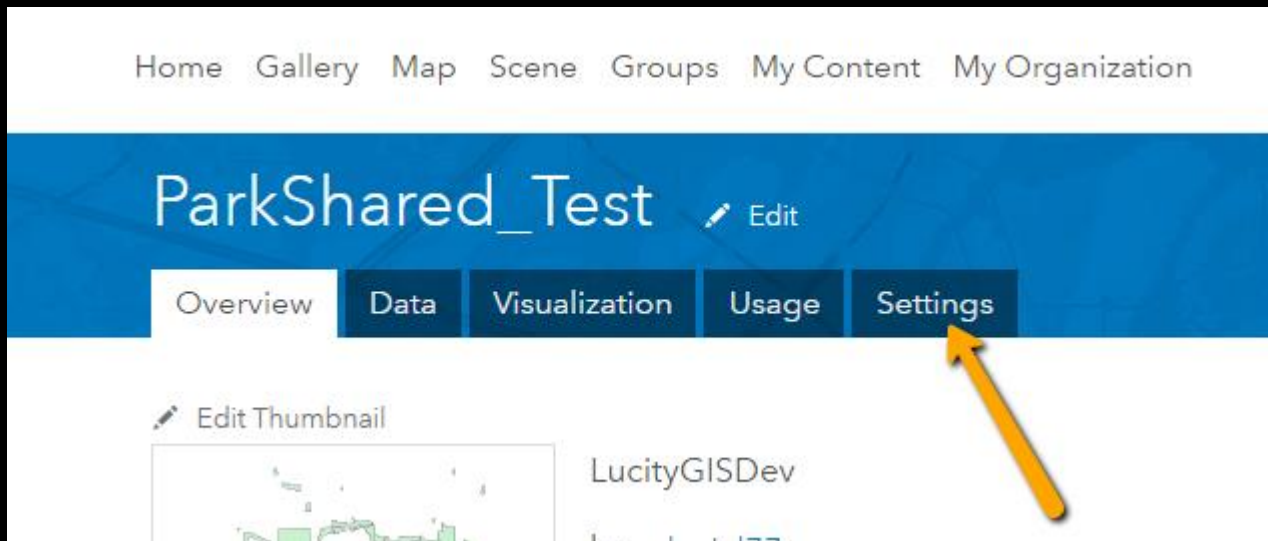 Home Gallery Map Scene Groups My Content My Organization
ParkShared_Test Edit
Overview Data Visualization Usage Settings
Edit Thumbnail
LucityGISDev